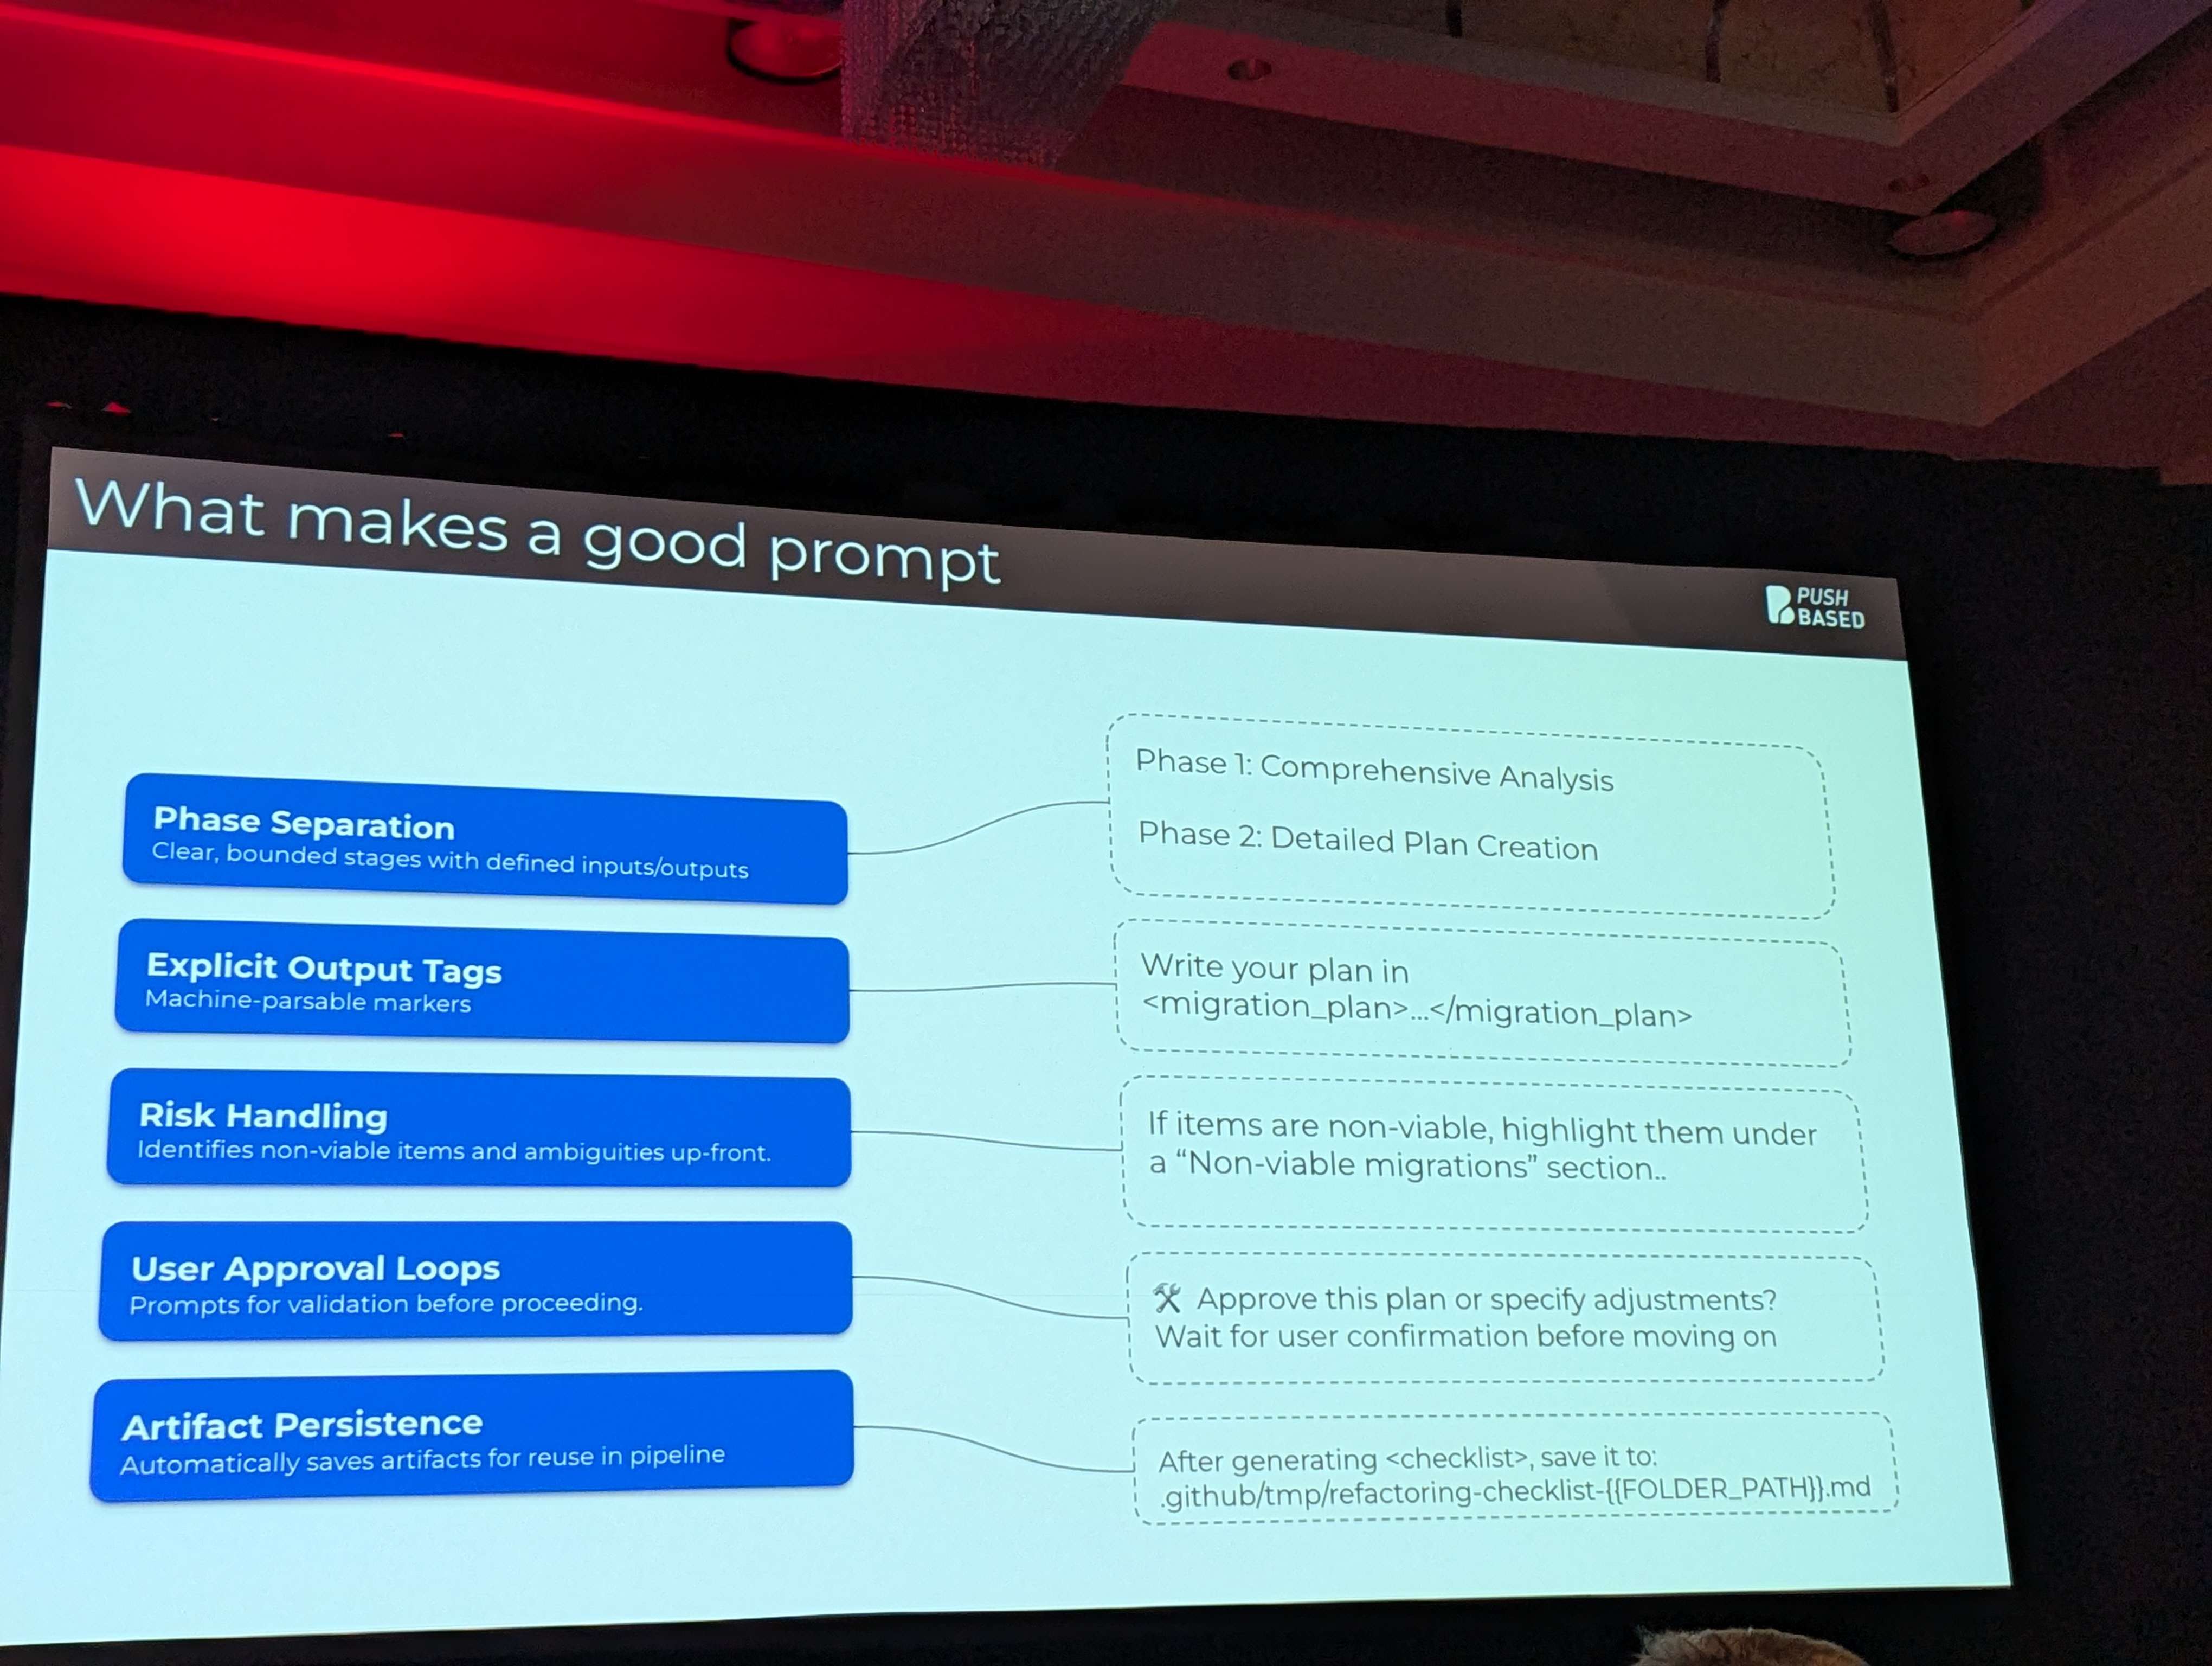 What makes a good prompt
PUSH
BASED
Phase Separation
Clear, bounded stages with defined inputs/outputs
Phase 1: Comprehensive Analysis
Phase 2: Detailed Plan Creation
Explicit Output Tags
Machine-parsable markers
Write your plan in
<migration_plan>...</migration_plan>
Risk Handling
Identifies non-viable items and ambiguities up-front.
If items are non-viable, highlight them under
a “Non-viable migrations” section..
User Approval Loops
Prompts for validation before proceeding.
🛠 Approve this plan or specify adjustments?
Wait for user confirmation before moving on
Artifact Persistence
Automatically saves artifacts for reuse in pipeline
After generating <checklist>, save it to:
.github/tmp/refactoring-checklist-{{FOLDER_PATH}}.md